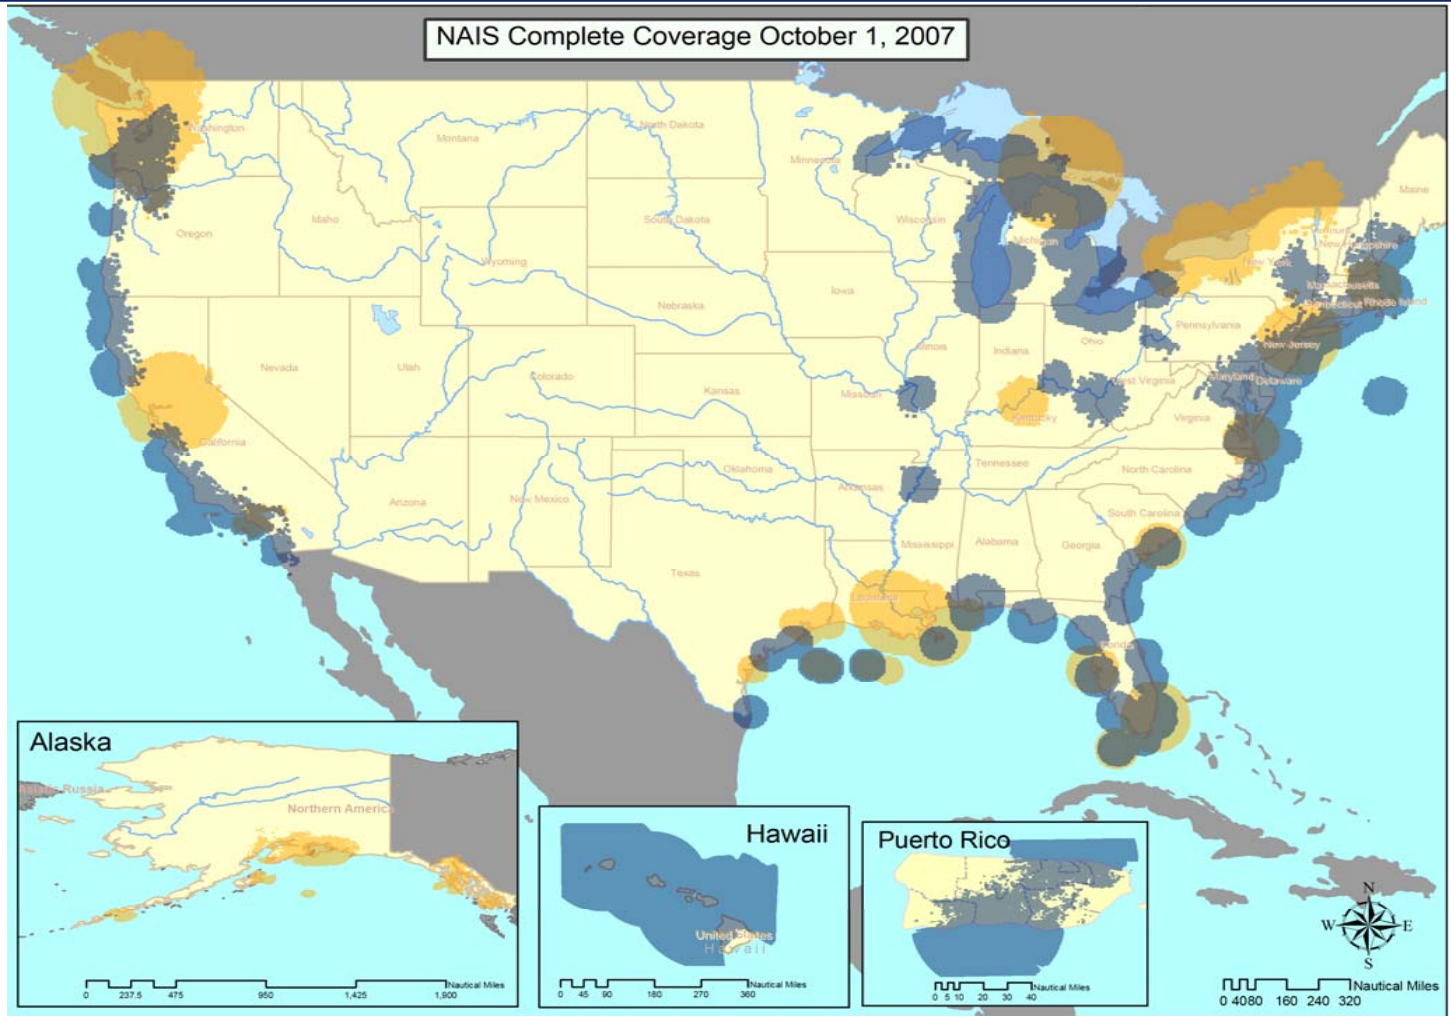 NAIS Complete Coverage October 1, 2007
Washington
Montana
North Dakota
Minnesota
Maine
Oregon
Idaho
South Dakota
Wisconsin
Michigan
Vermont
New Hampshire
Wyoming
New York
Massachusetts
Connecticut Rhode Island
Nebraska
Iowa
Pennsylvania
Nevada
Utah
Colorado
Kansas
Missouri
Illinois
Indiana
Ohio
New Jersey
West Virginia
Maryland
Delaware
Kentucky
Virginia
California
Arizona
New Mexico
Oklahoma
Arkansas
Tennessee
North Carolina
South Carolina
Texas
Louisiana
Mississippi
Alabama
Georgia
Florida
Alaska
Asiatic Russia
Northern America
0 237.5 475 950 1,425 1,900
Nautical Miles
Hawaii
United States
Hawaii
0 45 90 180 270 360
Nautical Miles
Puerto Rico
0 5 10 20 30 40
Nautical Miles
N
W E
S
0 40 80 160 240 320
Nautical Miles